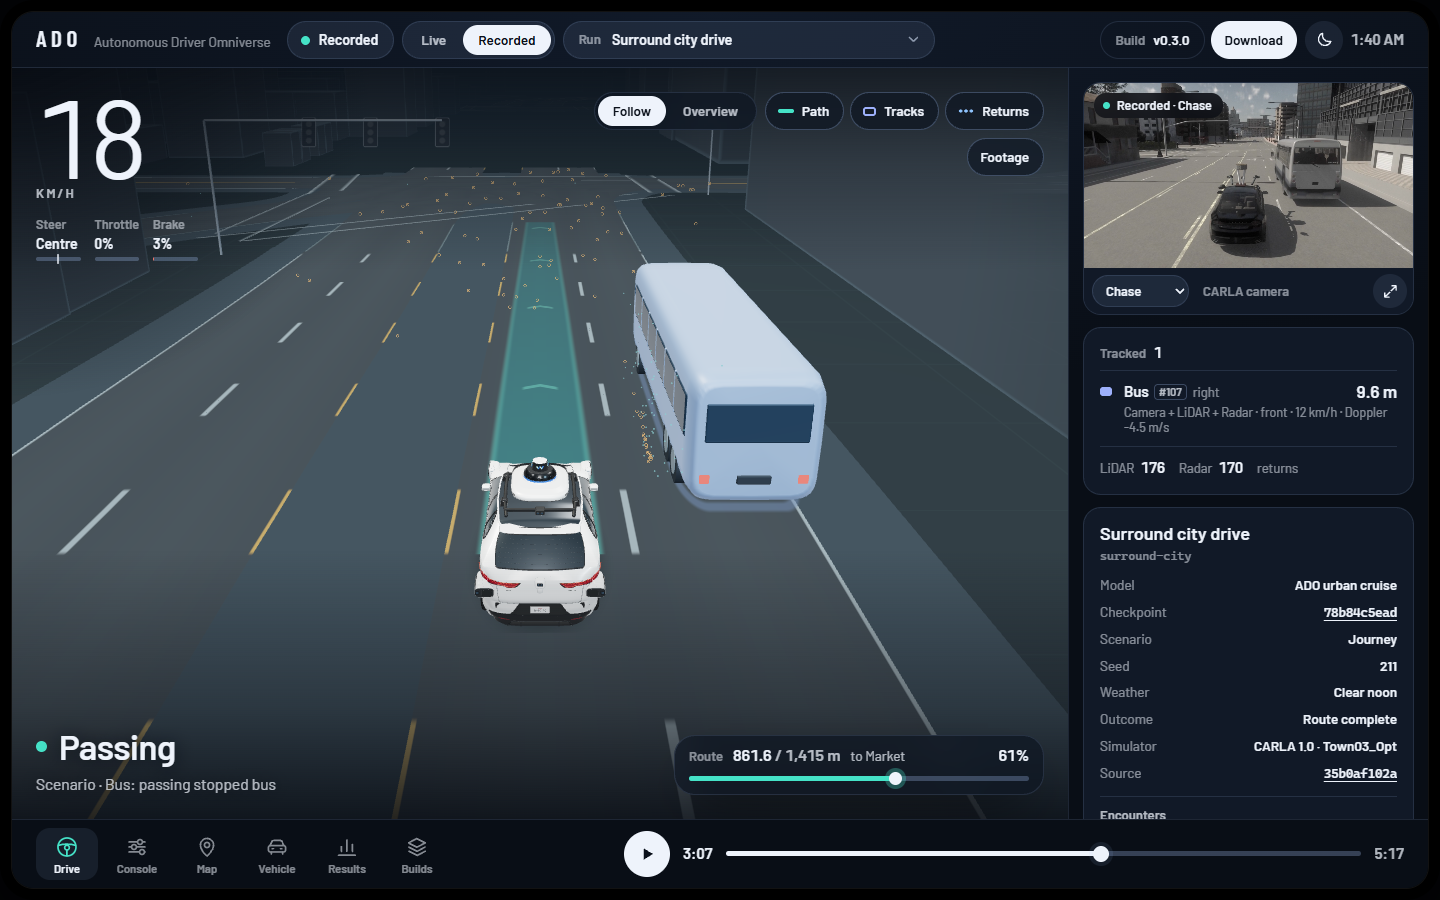 ADO Autonomous Driver Omniverse
Recorded
Live Recorded
Run Surround city drive
Build v0.3.0
Download
1:40 AM
18
KM/H
Steer Throttle Brake
Centre 0% 3%
Follow Overview
Path
Tracks
Returns
Footage
Recorded · Chase
Chase CARLA camera
Tracked 1
Bus #107 right 9.6 m
Camera + LiDAR + Radar · front · 12 km/h · Doppler
-4.5 m/s
LiDAR 176 Radar 170 returns
Surround city drive
surround-city
Model ADO urban cruise
Checkpoint 78b84c5ead
Scenario Journey
Seed 211
Weather Clear noon
Outcome Route complete
Simulator CARLA 1.0 · Town03_Opt
Source 35b0af102a
Encounters
Passing
Scenario · Bus: passing stopped bus
Route 861.6 / 1,415 m to Market 61%
Drive Console Map Vehicle Results Builds
3:07 5:17